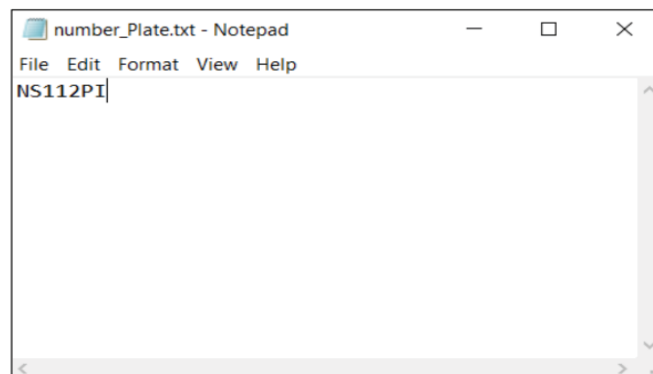 number_Plate.txt - Notepad
File Edit Format View Help
NS112PI